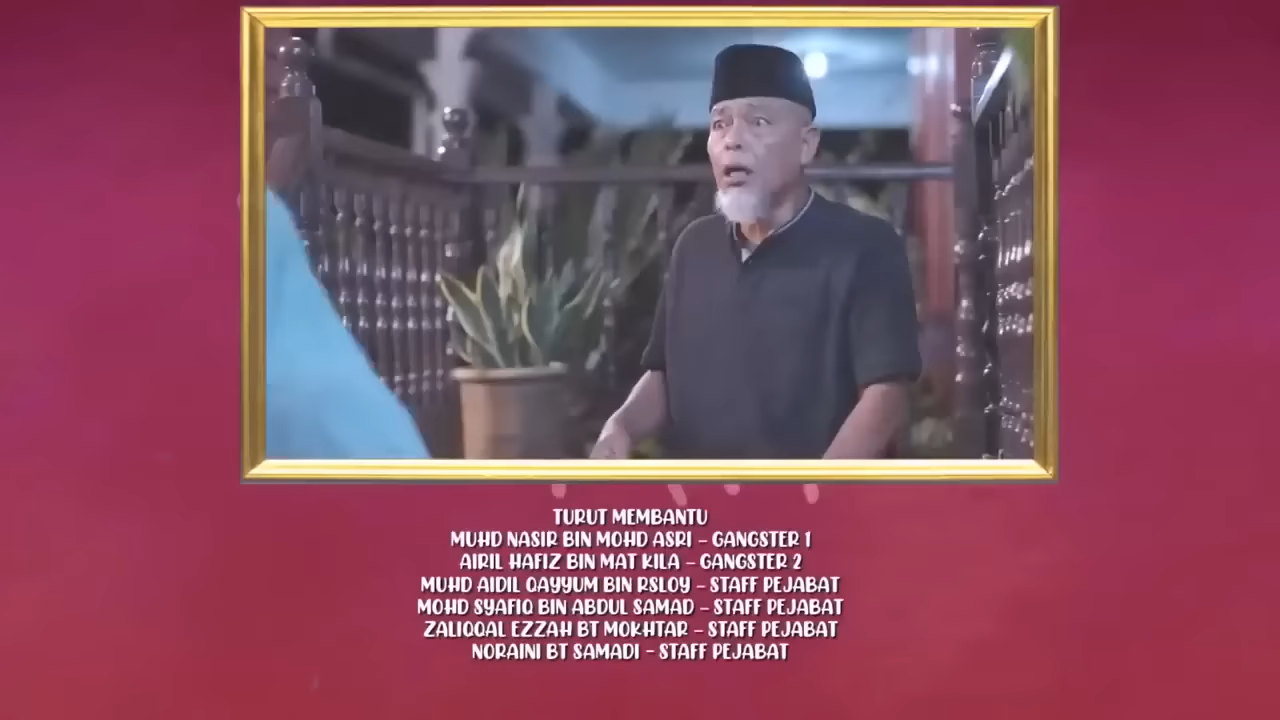 TURUT MEMBANTU
MUHD NASIR BIN MOHD ASRI – GANGSTER 1
AIRIL HAFIZ BIN MAT KILA – GANGSTER 2
MUHD AIDIL QAYYUM BIN RSLOY – STAFF PEJABAT
MOHD SYAFIQ BIN ABDUL SAMAD – STAFF PEJABAT
ZALIQQAL EZZAH BT MOKHTAR – STAFF PEJABAT
NORAINI BT SAMADI – STAFF PEJABAT